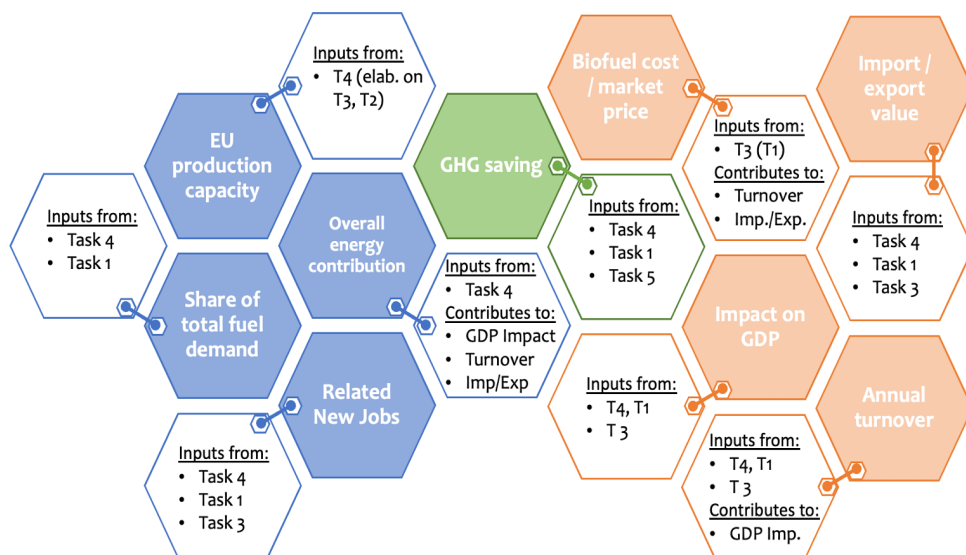 Inputs from:
• T4 (elab. on
T3, T2)
EU
production
capacity
Inputs from:
• Task 4
• Task 1
Share of
total fuel
demand
Overall
energy
contribution
Inputs from:
• Task 4
Contributes to:
• GDP Impact
• Turnover
• Imp/Exp
Related
New Jobs
Inputs from:
• Task 4
• Task 1
• Task 3
GHG saving
Inputs from:
• Task 4
• Task 1
• Task 5
Biofuel cost
/ market
price
Inputs from:
• T3 (T1)
Contributes to:
• Turnover
• Imp./Exp.
Import /
export
value
Inputs from:
• Task 4
• Task 1
• Task 3
Impact on
GDP
Inputs from:
• T4, T1
• T 3
Annual
turnover
Inputs from:
• T4, T1
• T 3
Contributes to:
• GDP Imp.